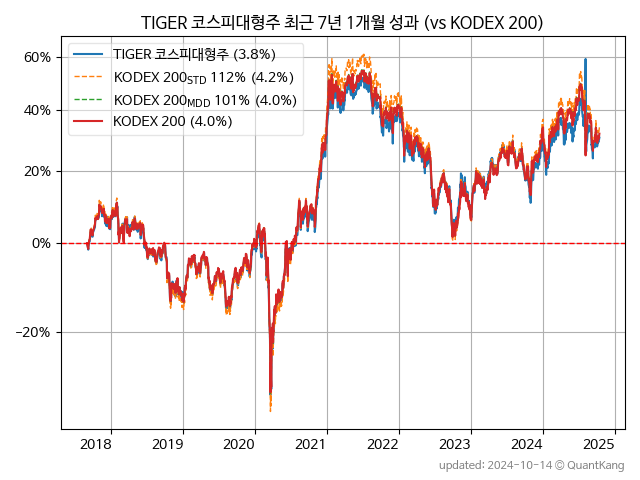 TIGER 코스피대형주 최근 7년 1개월 성과 (vs KODEX 200)
TIGER 코스피대형주 (3.8%)
KODEX 200STD 112% (4.2%)
KODEX 200MDD 101% (4.0%)
KODEX 200 (4.0%)
60%
40%
20%
0%
−20%
2018 2019 2020 2021 2022 2023 2024 2025
updated: 2024-10-14 © QuantKang